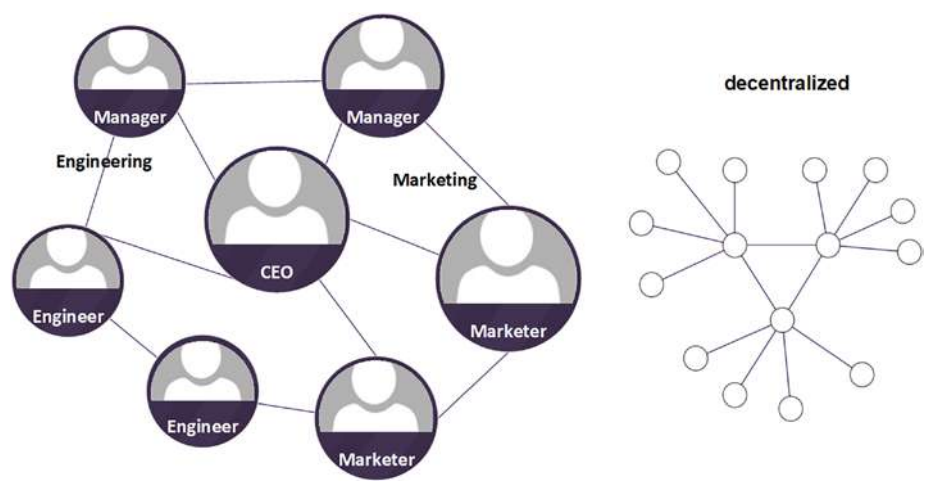 Manager
Manager
decentralized
Engineering
Marketing
CEO
Engineer
Marketer
Engineer
Marketer